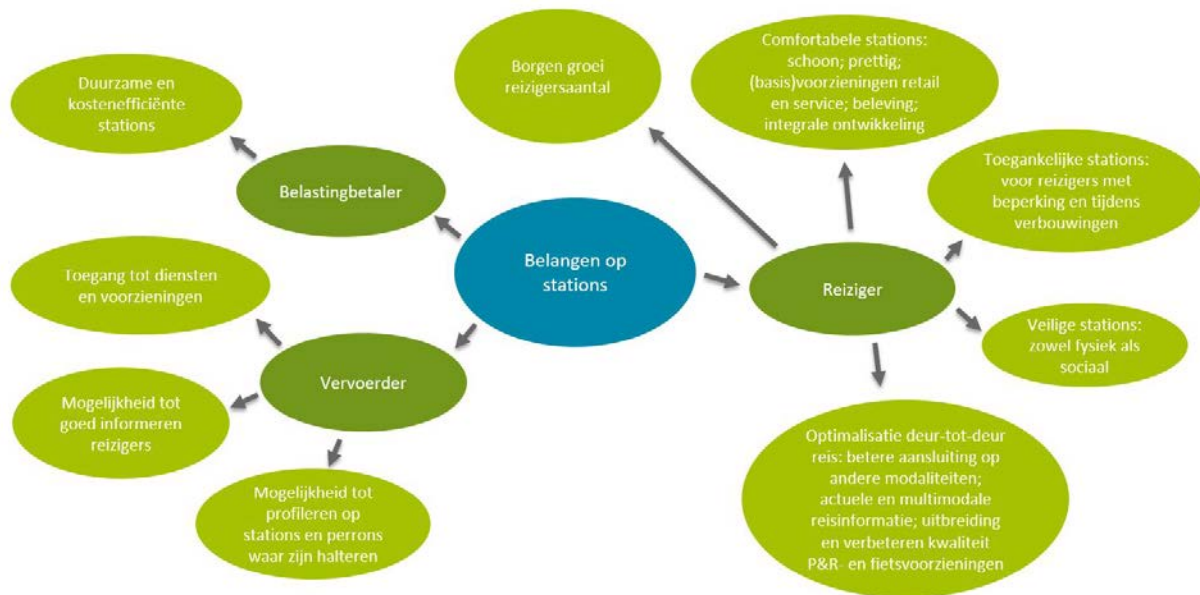 Duurzame en
kostenefficiënte
stations
Belastingbetaler
Toegang tot diensten
en voorzieningen
Vervoerder
Mogelijkheid tot
goed informeren
reizigers
Mogelijkheid tot
profileren op
stations en perrons
waar zijn halteren
Belangen op
stations
Borgen groei
reizigersaantal
Comfortabele stations:
schoon; prettig;
(basis)voorzieningen retail
en service; beleving;
integrale ontwikkeling
Toegankelijke stations:
voor reizigers met
beperking en tijdens
verbouwingen
Reiziger
Veilige stations:
zowel fysiek als
sociaal
Optimalisatie deur-tot-deur
reis: betere aansluiting op
andere modaliteiten;
actuele en multimodale
reisinformatie; uitbreiding
en verbeteren kwaliteit
P&R- en fietsvoorzieningen